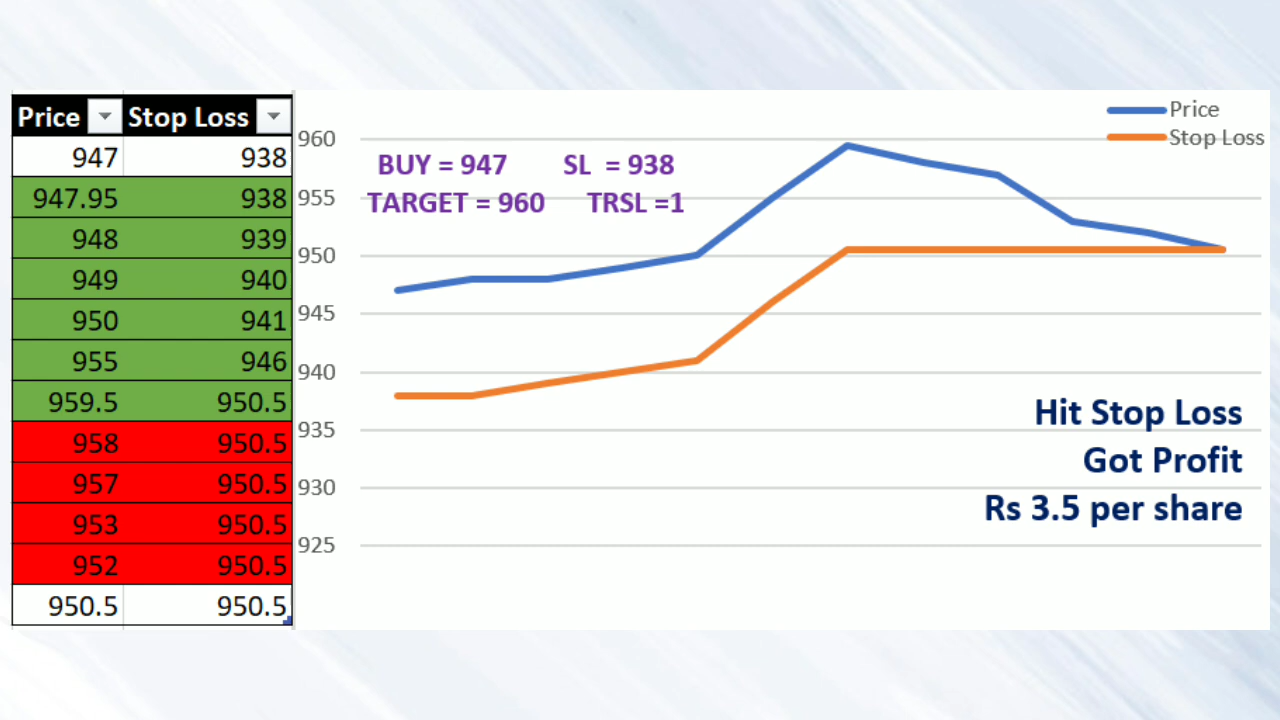 Price Stop Loss
947 938
947.95 938
948 939
949 940
950 941
955 946
959.5 950.5
958 950.5
957 950.5
953 950.5
952 950.5
950.5 950.5
Price
Stop Loss
960
955
950
945
940
935
930
925
BUY = 947 SL = 938
TARGET = 960 TRSL =1
Hit Stop Loss
Got Profit
Rs 3.5 per share